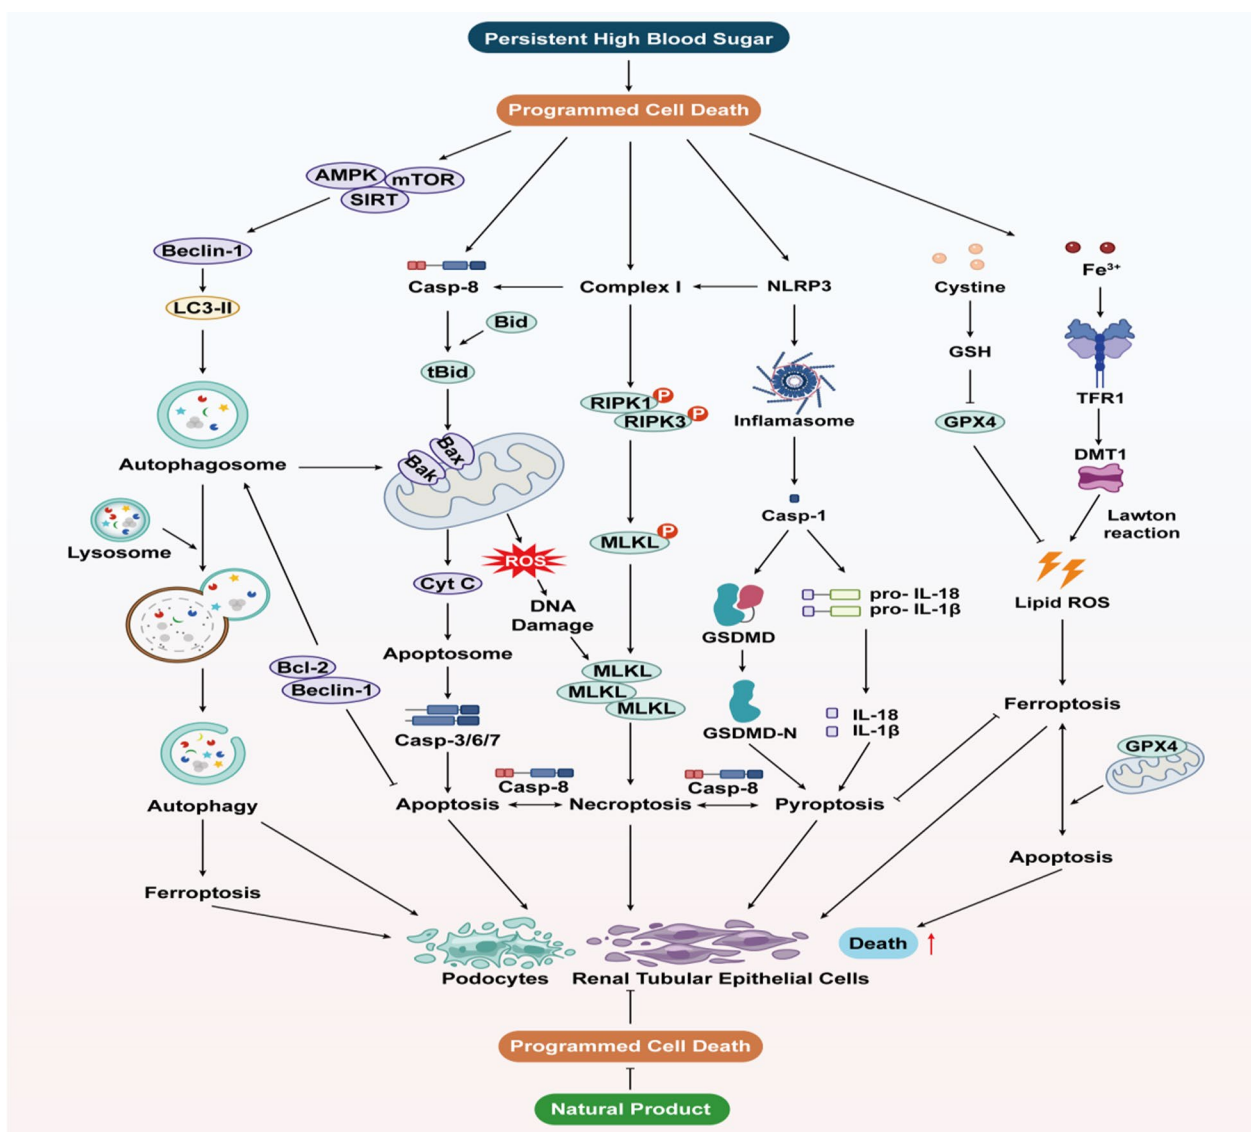 Persistent High Blood Sugar
Programmed Cell Death
AMPK
mTOR
SIRT
Beclin-1
LC3-II
Autophagosome
Lysosome
Bcl-2
Beclin-1
Autophagy
Ferroptosis
Casp-8
Bid
tBid
Bak
Bax
ROS
Cyt C
DNA
Damage
Apoptosome
Casp-3/6/7
Apoptosis
Casp-8
Complex I
RIPK1
P
RIPK3
P
MLKL
P
MLKL
MLKL
MLKL
Necroptosis
Casp-8
NLRP3
Inflamasome
Casp-1
GSDMD
pro- IL-18
pro- IL-1β
GSDMD-N
IL-18
IL-1β
Pyroptosis
Cystine
GSH
GPX4
Fe³⁺
TFR1
DMT1
Lawton
reaction
Lipid ROS
Ferroptosis
GPX4
Apoptosis
Death
Podocytes
Renal Tubular Epithelial Cells
Programmed Cell Death
Natural Product